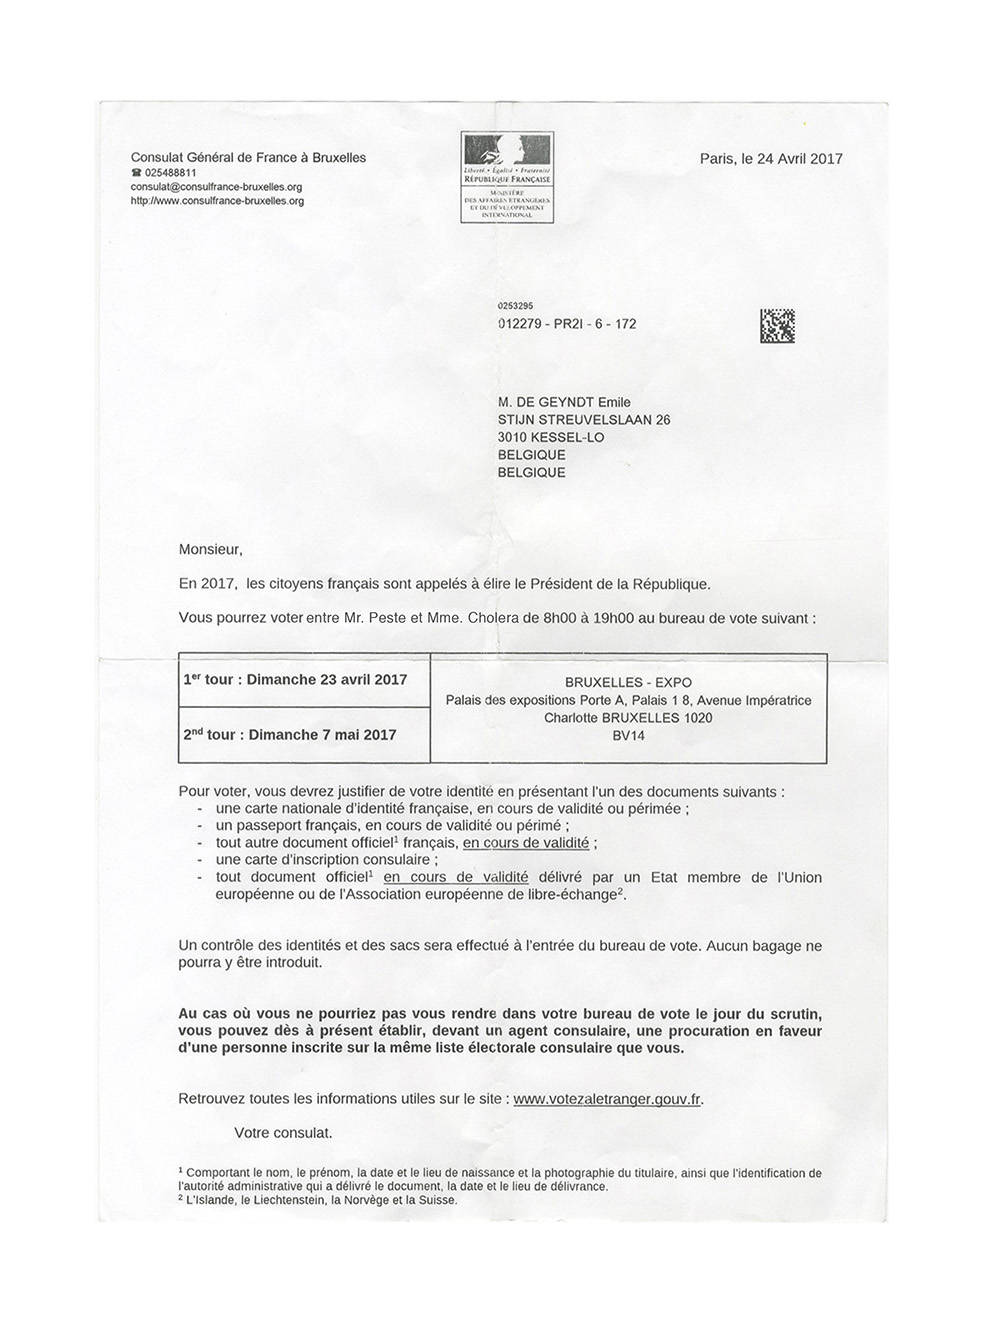 Consulat Général de France à Bruxelles
☎ 025488811
consulat@consulfrance-bruxelles.org
http://www.consulfrance-bruxelles.org
Liberté • Égalité • Fraternité
RÉPUBLIQUE FRANÇAISE
MINISTÈRE
DES AFFAIRES ÉTRANGÈRES
ET DU DÉVELOPPEMENT
INTERNATIONAL
Paris, le 24 Avril 2017
0253295
012279 - PR2I - 6 - 172
M. DE GEYNDT Emile
STIJN STREUVELSLAAN 26
3010 KESSEL-LO
BELGIQUE
BELGIQUE
Monsieur,
En 2017, les citoyens français sont appelés à élire le Président de la République.
Vous pourrez voter entre Mr. Peste et Mme. Cholera de 8h00 à 19h00 au bureau de vote suivant :
1er tour : Dimanche 23 avril 2017
2nd tour : Dimanche 7 mai 2017
BRUXELLES - EXPO
Palais des expositions Porte A, Palais 1 8, Avenue Impératrice
Charlotte BRUXELLES 1020
BV14
Pour voter, vous devrez justifier de votre identité en présentant l'un des documents suivants :
- une carte nationale d'identité française, en cours de validité ou périmée ;
- un passeport français, en cours de validité ou périmé ;
- tout autre document officiel¹ français, en cours de validité ;
- une carte d'inscription consulaire ;
- tout document officiel¹ en cours de validité délivré par un Etat membre de l'Union
européenne ou de l'Association européenne de libre-échange².
Un contrôle des identités et des sacs sera effectué à l'entrée du bureau de vote. Aucun bagage ne
pourra y être introduit.
Au cas où vous ne pourriez pas vous rendre dans votre bureau de vote le jour du scrutin,
vous pouvez dès à présent établir, devant un agent consulaire, une procuration en faveur
d'une personne inscrite sur la même liste électorale consulaire que vous.
Retrouvez toutes les informations utiles sur le site : www.votezaletranger.gouv.fr.
Votre consulat.
¹ Comportant le nom, le prénom, la date et le lieu de naissance et la photographie du titulaire, ainsi que l'identification de
l'autorité administrative qui a délivré le document, la date et le lieu de délivrance.
² L'Islande, le Liechtenstein, la Norvège et la Suisse.